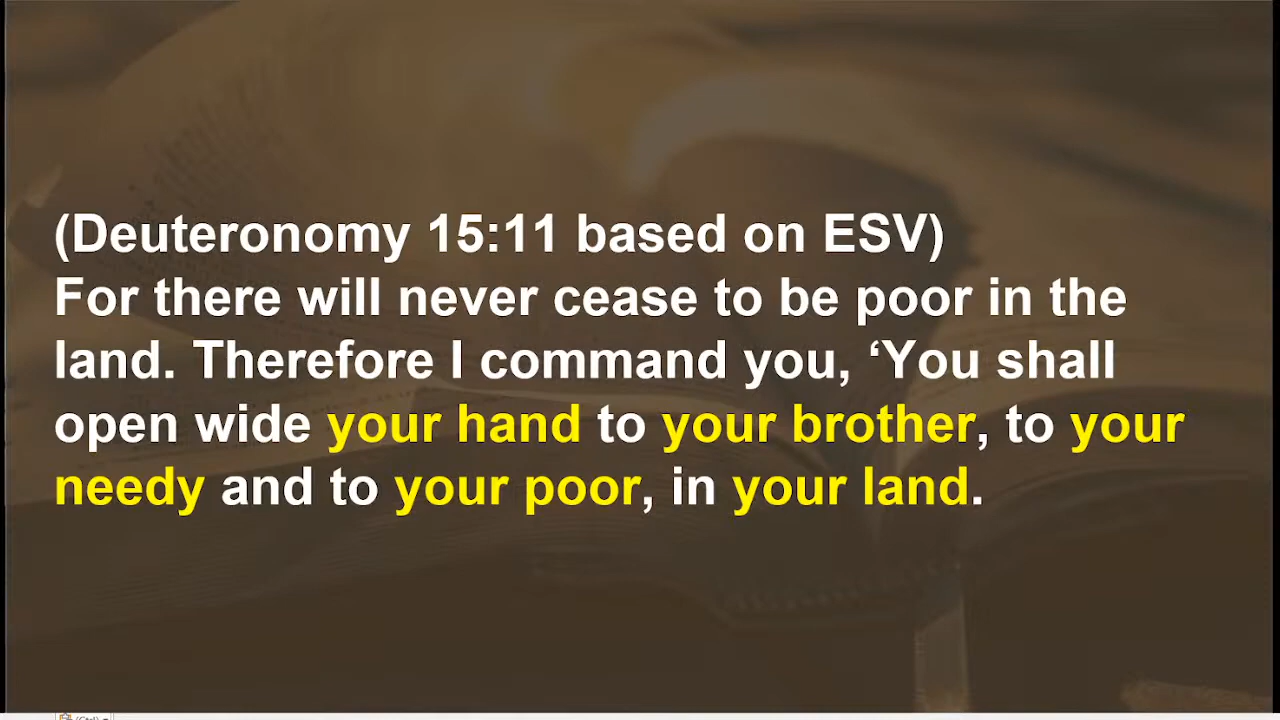 (Deuteronomy 15:11 based on ESV)
For there will never cease to be poor in the
land. Therefore I command you, ‘You shall
open wide your hand to your brother, to your
needy and to your poor, in your land.